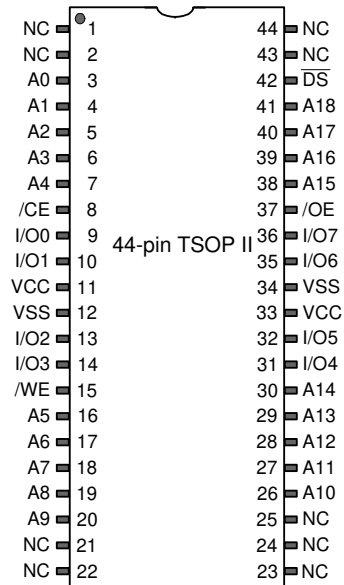 NC 1 44 NC
NC 2 43 NC
A0 3 42 DS
A1 4 41 A18
A2 5 40 A17
A3 6 39 A16
A4 7 38 A15
/CE 8 37 /OE
I/O0 9 36 I/O7
44-pin TSOP II
I/O1 10 35 I/O6
VCC 11 34 VSS
VSS 12 33 VCC
I/O2 13 32 I/O5
I/O3 14 31 I/O4
/WE 15 30 A14
A5 16 29 A13
A6 17 28 A12
A7 18 27 A11
A8 19 26 A10
A9 20 25 NC
NC 21 24 NC
NC 22 23 NC